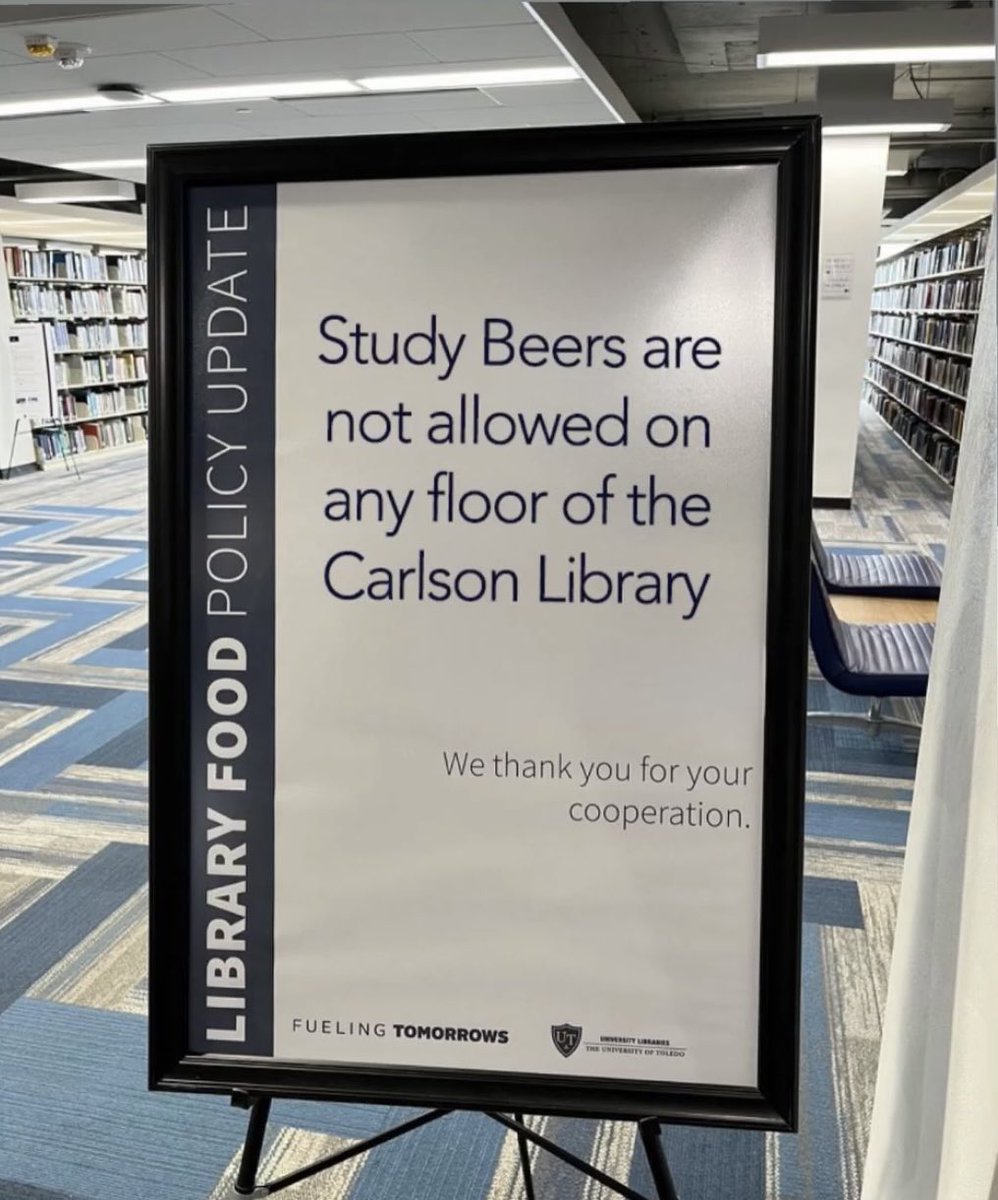 LIBRARY FOOD POLICY UPDATE
Study Beers are
not allowed on
any floor of the
Carlson Library
We thank you for your
cooperation.
FUELING TOMORROWS
UT
UNIVERSITY LIBRARIES
THE UNIVERSITY OF TOLEDO